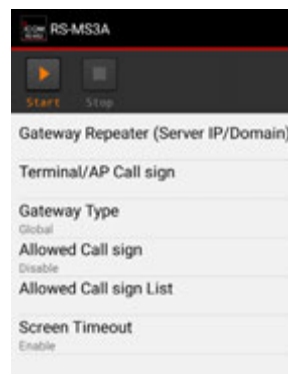 RS-MS3A
Start Stop
Gateway Repeater (Server IP/Domain)
Terminal/AP Call sign
Gateway Type
Global
Allowed Call sign
Disable
Allowed Call sign List
Screen Timeout
Enable